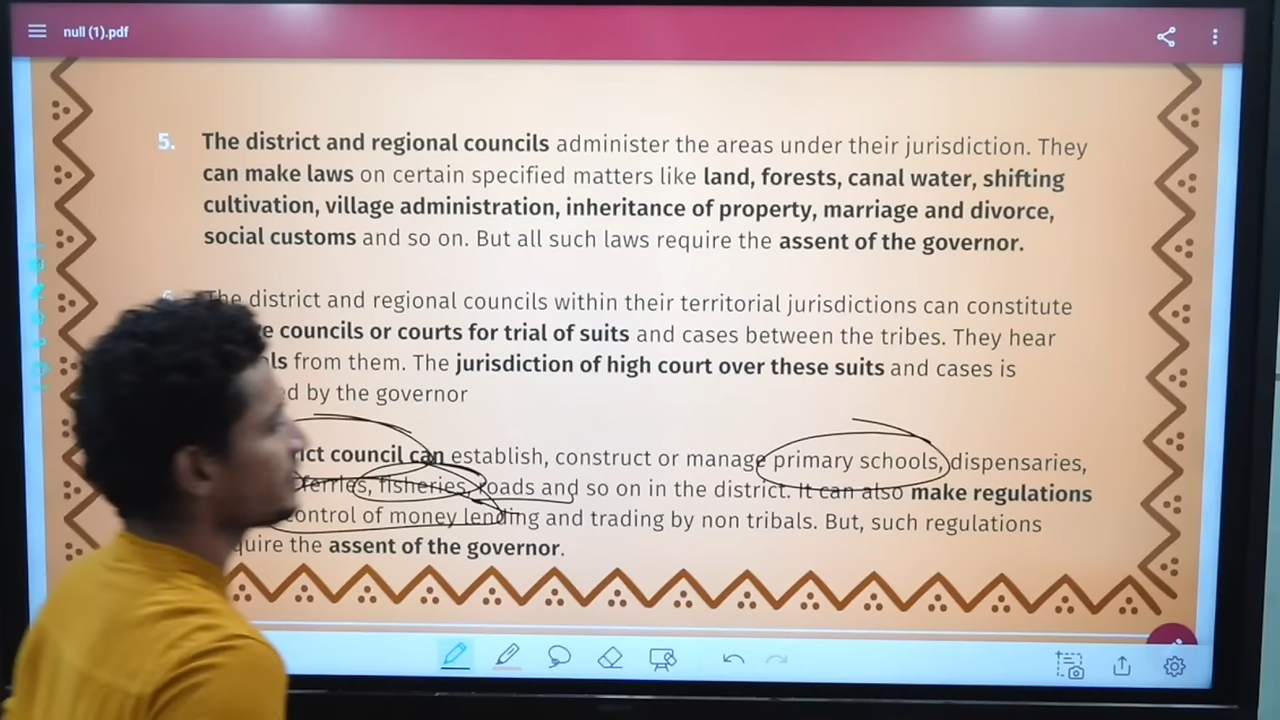 null (1).pdf
5. The district and regional councils administer the areas under their jurisdiction. They
can make laws on certain specified matters like land, forests, canal water, shifting
cultivation, village administration, inheritance of property, marriage and divorce,
social customs and so on. But all such laws require the assent of the governor.
The district and regional councils within their territorial jurisdictions can constitute
councils or courts for trial of suits and cases between the tribes. They hear
from them. The jurisdiction of high court over these suits and cases is
by the governor
council can establish, construct or manage primary schools, dispensaries,
ferries, fisheries, roads and so on in the district. It can also make regulations
control of money lending and trading by non tribals. But, such regulations
the assent of the governor.